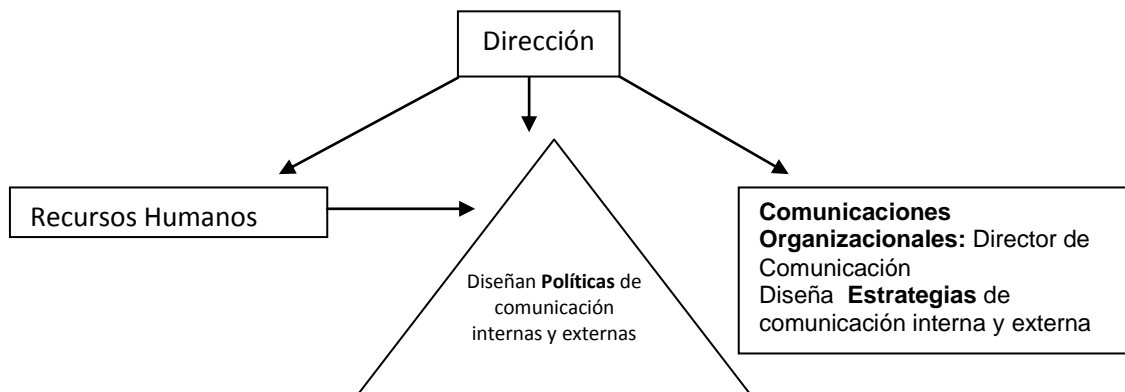 Dirección
Recursos Humanos
Diseñan Políticas de
comunicación
internas y externas
Comunicaciones
Organizacionales: Director de
Comunicación
Diseña Estrategias de
comunicación interna y externa